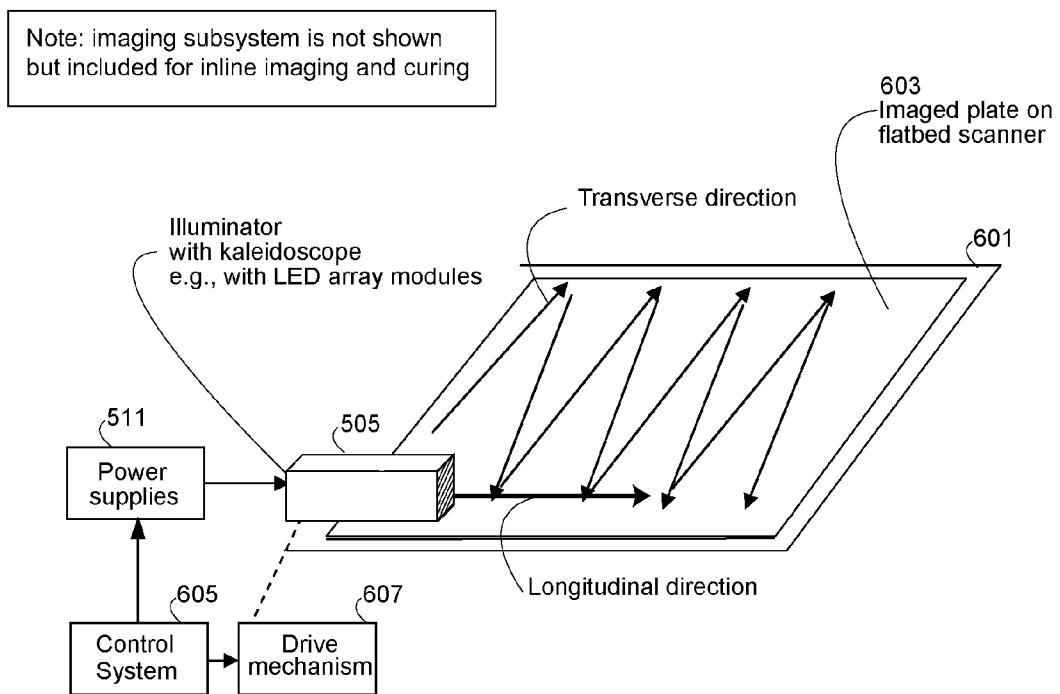 Note: imaging subsystem is not shown
but included for inline imaging and curing
603
Imaged plate on
flatbed scanner
Transverse direction
Illuminator
with kaleidoscope
e.g., with LED array modules
601
511
505
Power
supplies
Longitudinal direction
605
607
Control
System
Drive
mechanism